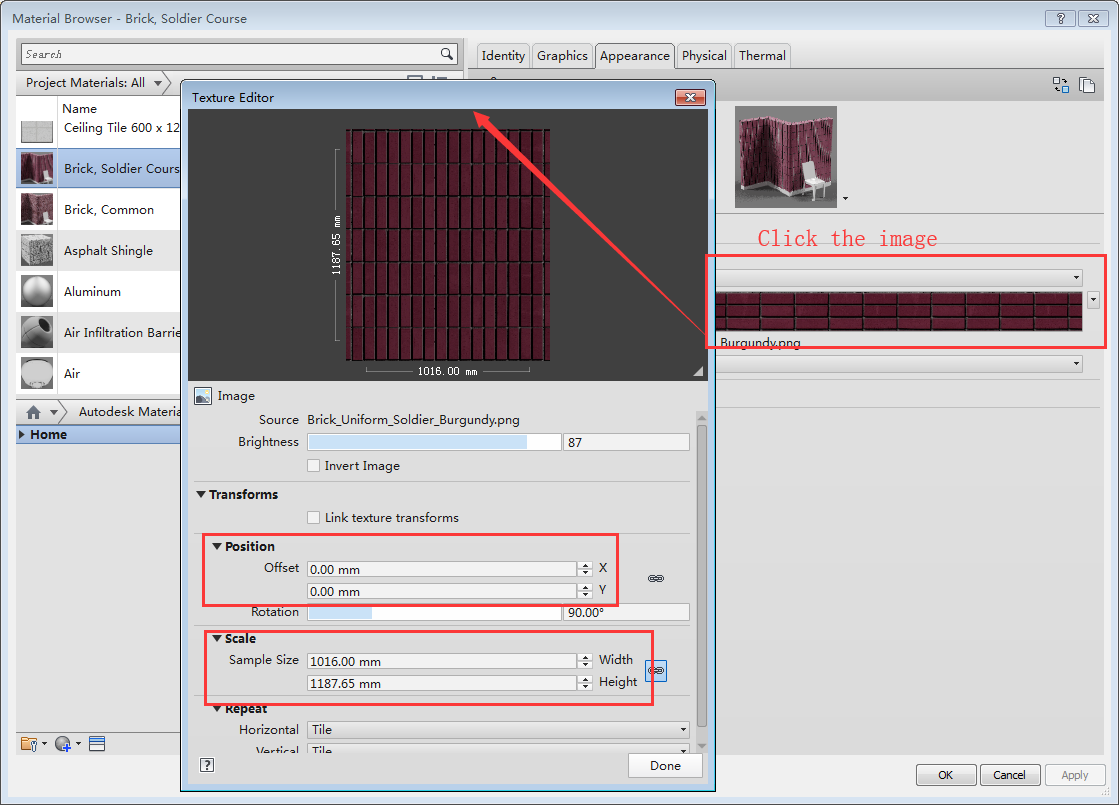 Material Browser - Brick, Soldier Course
Search
Project Materials: All
Name
Ceiling Tile 600 x 12
Brick, Soldier Cours
Brick, Common
Asphalt Shingle
Aluminum
Air Infiltration Barrie
Air
Autodesk Materia
Home
Identity
Graphics
Appearance
Physical
Thermal
Click the image
Burgundy.png
OK
Cancel
Apply
Texture Editor
1187.65 mm
1016.00 mm
Image
Source Brick_Uniform_Soldier_Burgundy.png
Brightness 87
Invert Image
Transforms
Link texture transforms
Position
Offset 0.00 mm X
0.00 mm Y
Rotation 90.00°
Scale
Sample Size 1016.00 mm Width
1187.65 mm Height
Repeat
Horizontal Tile
Vertical Tile
?
Done